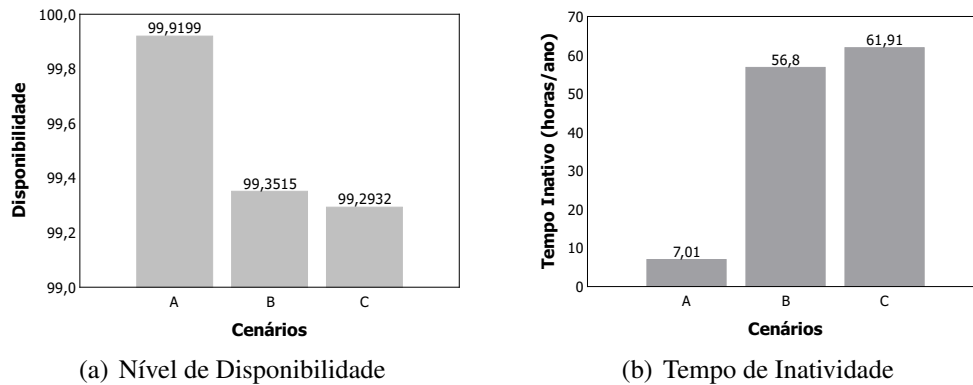 100,0
99,8
99,6
99,4
99,2
99,0
Disponibilidade
99,9199
99,3515
99,2932
A B C
Cenários
(a) Nível de Disponibilidade
70
60
50
40
30
20
10
0
Tempo Inativo (horas/ano)
7,01
56,8
61,91
A B C
Cenários
(b) Tempo de Inatividade